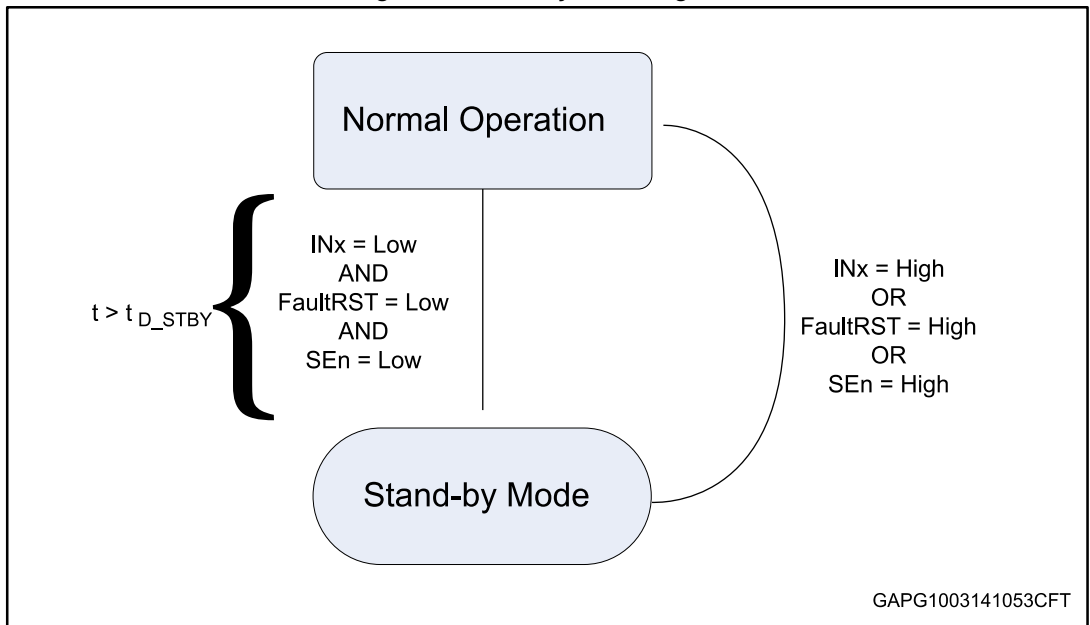 Normal Operation
INx = Low
AND
FaultRST = Low
AND
SEn = Low
t > t D_STBY
INx = High
OR
FaultRST = High
OR
SEn = High
Stand-by Mode
GAPG1003141053CFT